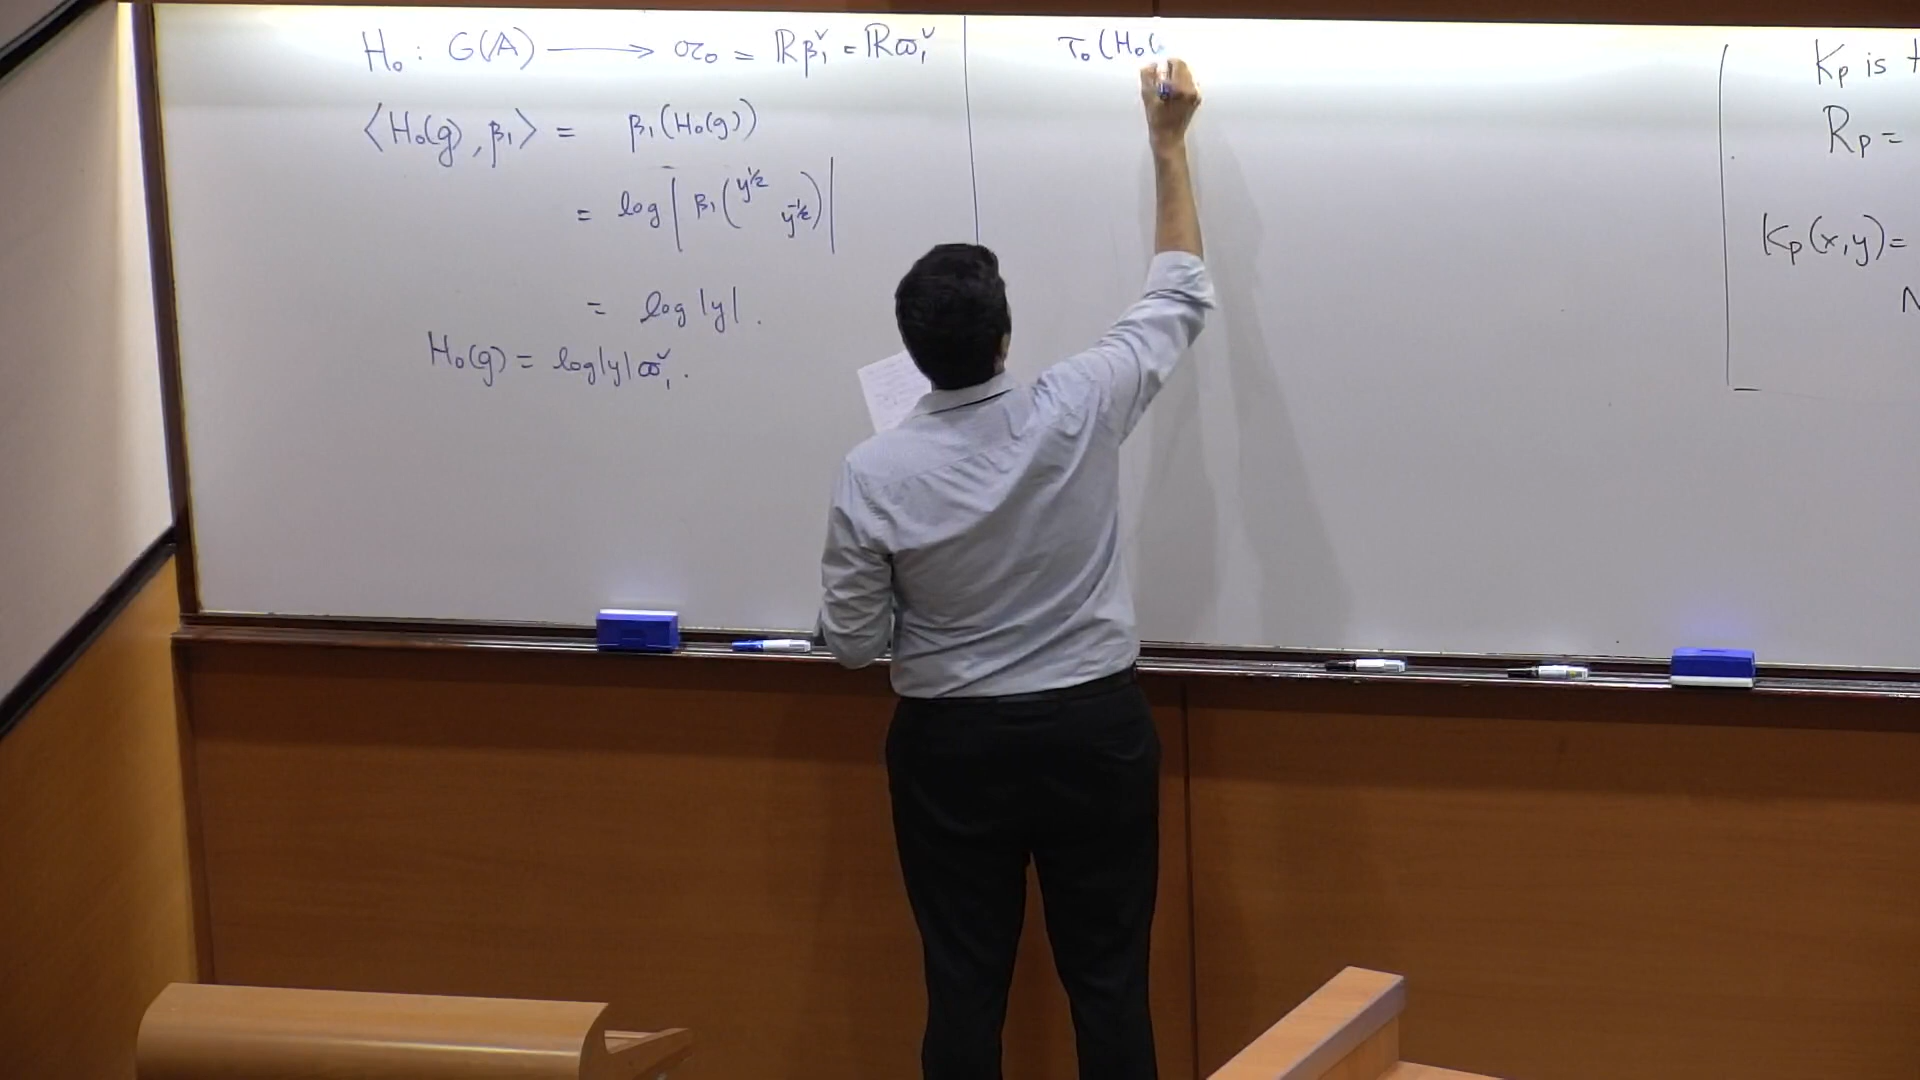 H₀ : G(A) ⟶ 𝔞₀ = ℝβ₁^∨ = ℝϖ₁^∨
⟨H₀(g), β₁⟩ = β₁(H₀(g))
= log |β₁(y^{1/2} y^{-1/2})|
= log |y|.
H₀(g) = log|y| ϖ₁^∨.
τ₀(H₀(
K_P is
R_P =
K_P(x,y) =